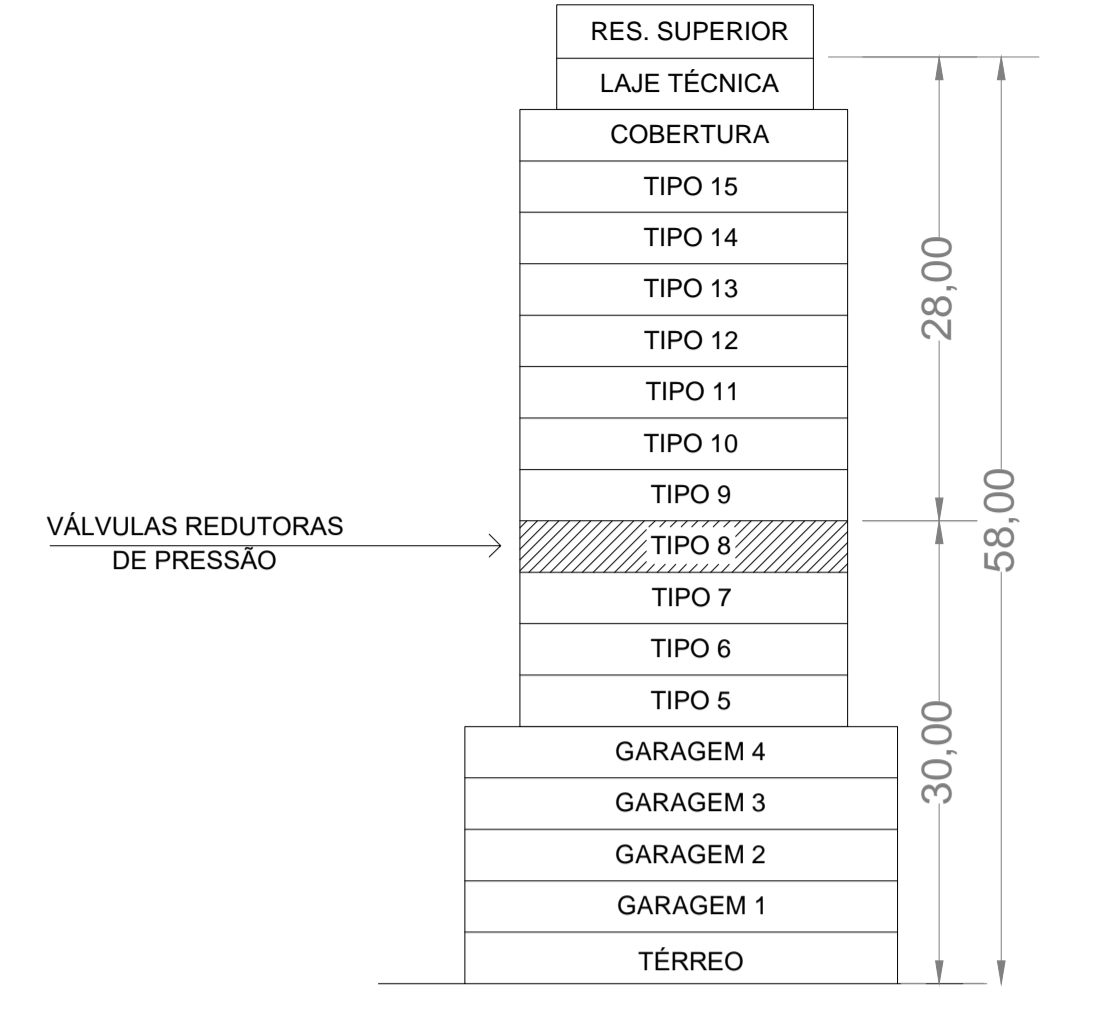 RES. SUPERIOR
LAJE TÉCNICA
COBERTURA
TIPO 15
TIPO 14
TIPO 13
TIPO 12
TIPO 11
TIPO 10
TIPO 9
28,00
58,00
VÁLVULAS REDUTORAS
DE PRESSÃO
TIPO 8
TIPO 7
TIPO 6
TIPO 5
GARAGEM 4
GARAGEM 3
GARAGEM 2
GARAGEM 1
TÉRREO
30,00